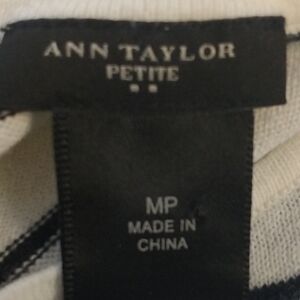 ANN TAYLOR
PETITE
MP
MADE IN
CHINA